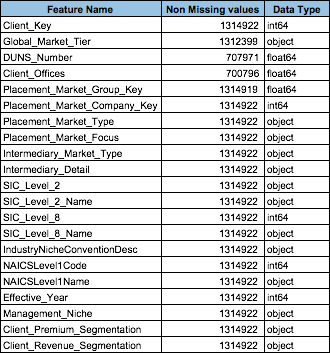 Feature Name Non Missing values Data Type
Client_Key 1314922 int64
Global_Market_Tier 1312399 object
DUNS_Number 707971 float64
Client_Offices 700796 float64
Placement_Market_Group_Key 1314919 float64
Placement_Market_Company_Key 1314922 int64
Placement_Market_Type 1314922 object
Placement_Market_Focus 1314922 object
Intermediary_Market_Type 1314922 object
Intermediary_Detail 1314922 object
SIC_Level_2 1314922 object
SIC_Level_2_Name 1314922 object
SIC_Level_8 1314922 int64
SIC_Level_8_Name 1314922 object
IndustryNicheConventionDesc 1314922 object
NAICSLevel1Code 1314922 int64
NAICSLevel1Name 1314922 object
Effective_Year 1314922 int64
Management_Niche 1314922 object
Client_Premium_Segmentation 1314922 object
Client_Revenue_Segmentation 1314922 object